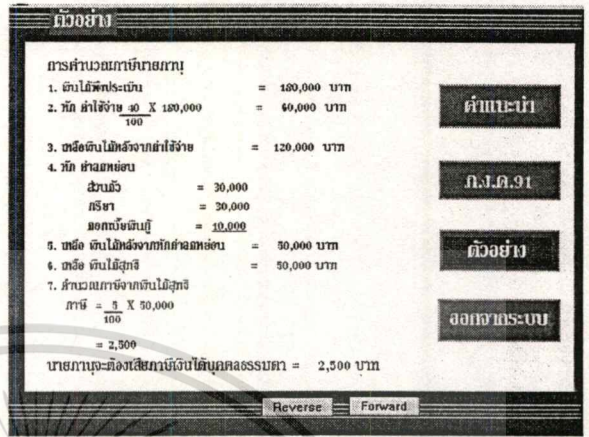 ตัวอย่าง
การคำนวณภาษีนายภานุ
1. เงินได้พึงประเมิน = 180,000 บาท
2. หัก ค่าใช้จ่าย 40 X 180,000 = 60,000 บาท
100
3. เหลือเงินได้หลังจากค่าใช้จ่าย = 120,000 บาท
4. หัก ค่าลดหย่อน
ส่วนตัว = 30,000
ภริยา = 30,000
ดอกเบี้ยเงินกู้ = 10,000
5. เหลือ เงินได้หลังจากหักค่าลดหย่อน = 50,000 บาท
6. เหลือ เงินได้สุทธิ = 50,000 บาท
7. คำนวณภาษีจากเงินได้สุทธิ
ภาษี = 5 X 50,000
100
= 2,500
นายภานุจะต้องเสียภาษีเงินได้บุคคลธรรมดา = 2,500 บาท
คำแนะนำ
ภ.ง.ด.91
ตัวอย่าง
ออกจากระบบ
Reverse
Forward